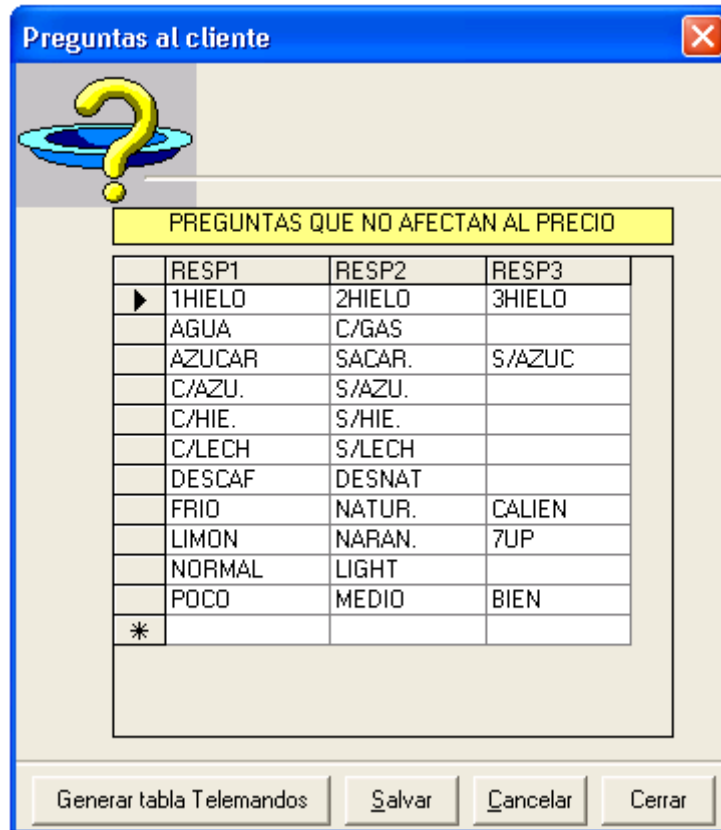 Preguntas al cliente
PREGUNTAS QUE NO AFECTAN AL PRECIO
RESP1 RESP2 RESP3
1HIELO 2HIELO 3HIELO
AGUA C/GAS
AZUCAR SACAR. S/AZUC
C/AZU. S/AZU.
C/HIE. S/HIE.
C/LECH S/LECH
DESCAF DESNAT
FRIO NATUR. CALIEN
LIMON NARAN. 7UP
NORMAL LIGHT
POCO MEDIO BIEN
Generar tabla Telemandos Salvar Cancelar Cerrar